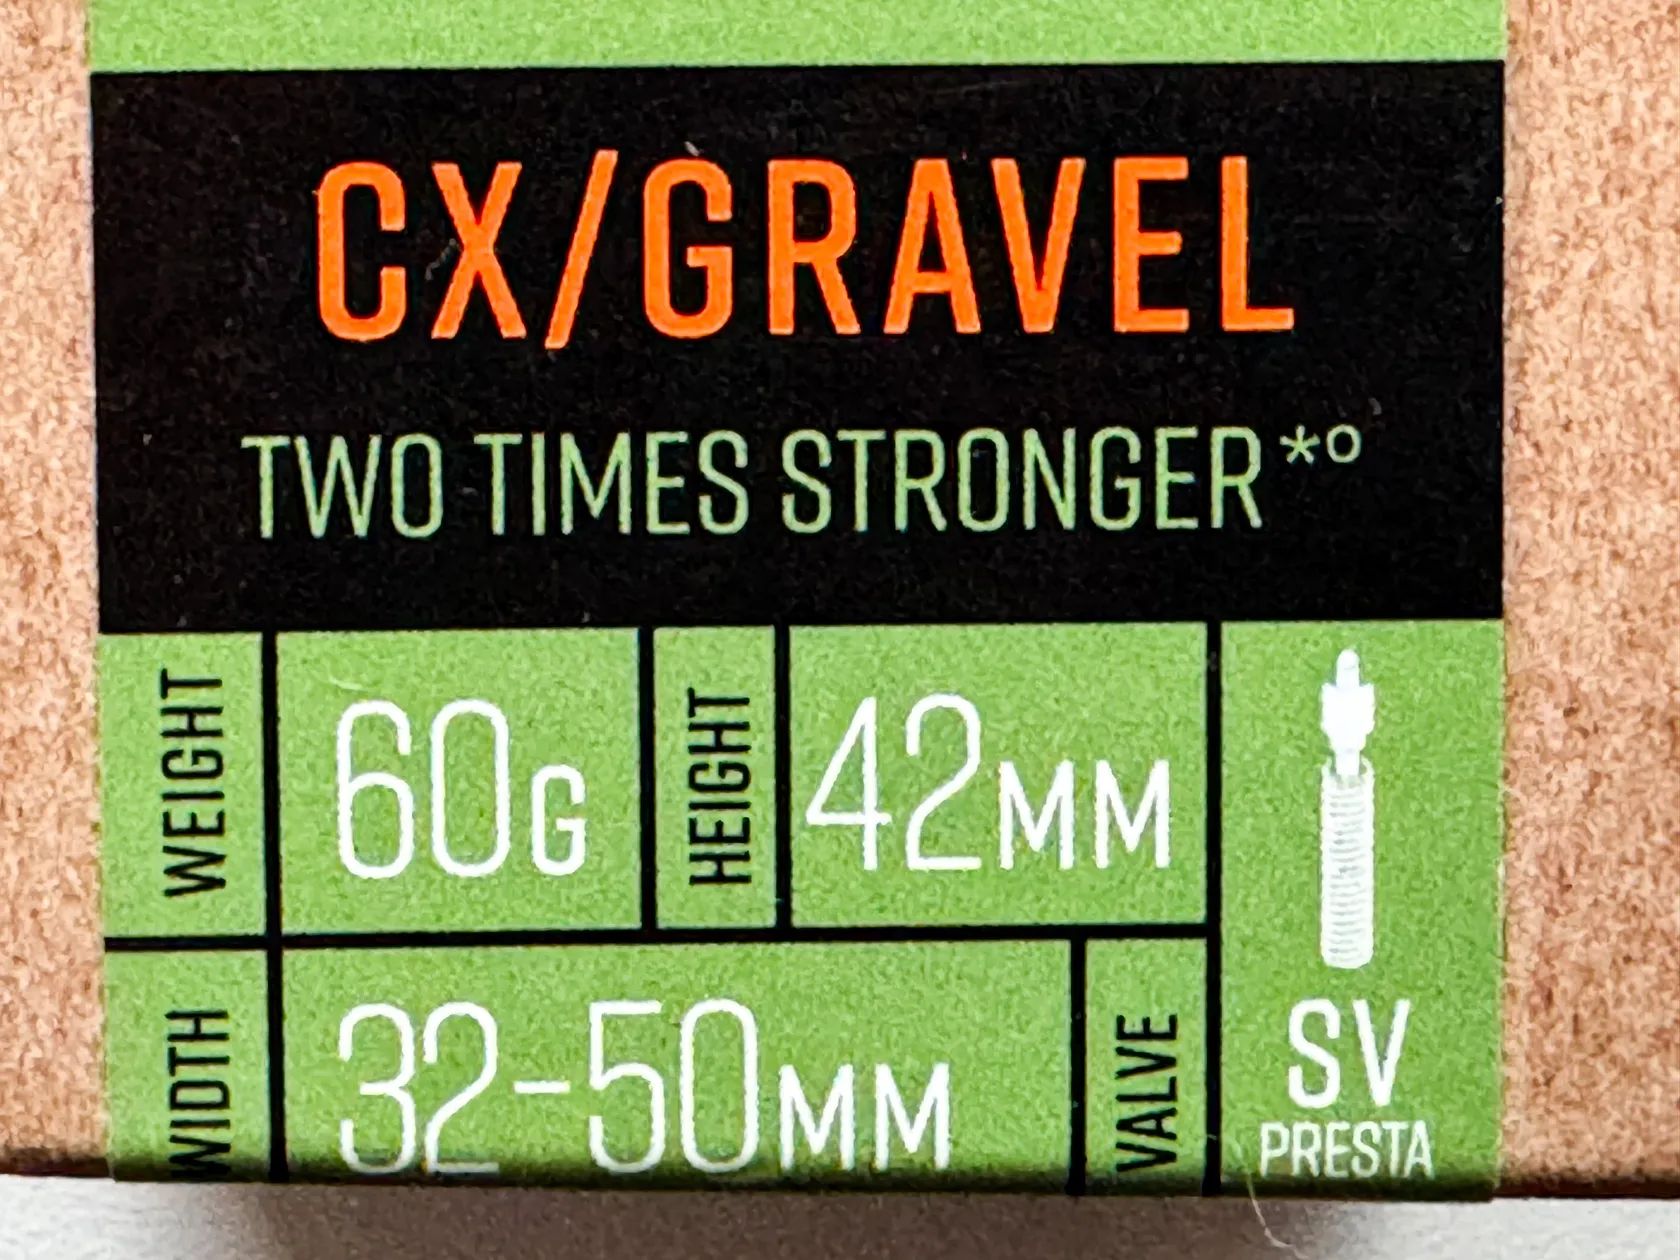 CX/GRAVEL
TWO TIMES STRONGER*°
WEIGHT
60G
HEIGHT
42MM
WIDTH
32-50MM
VALVE
SV
PRESTA